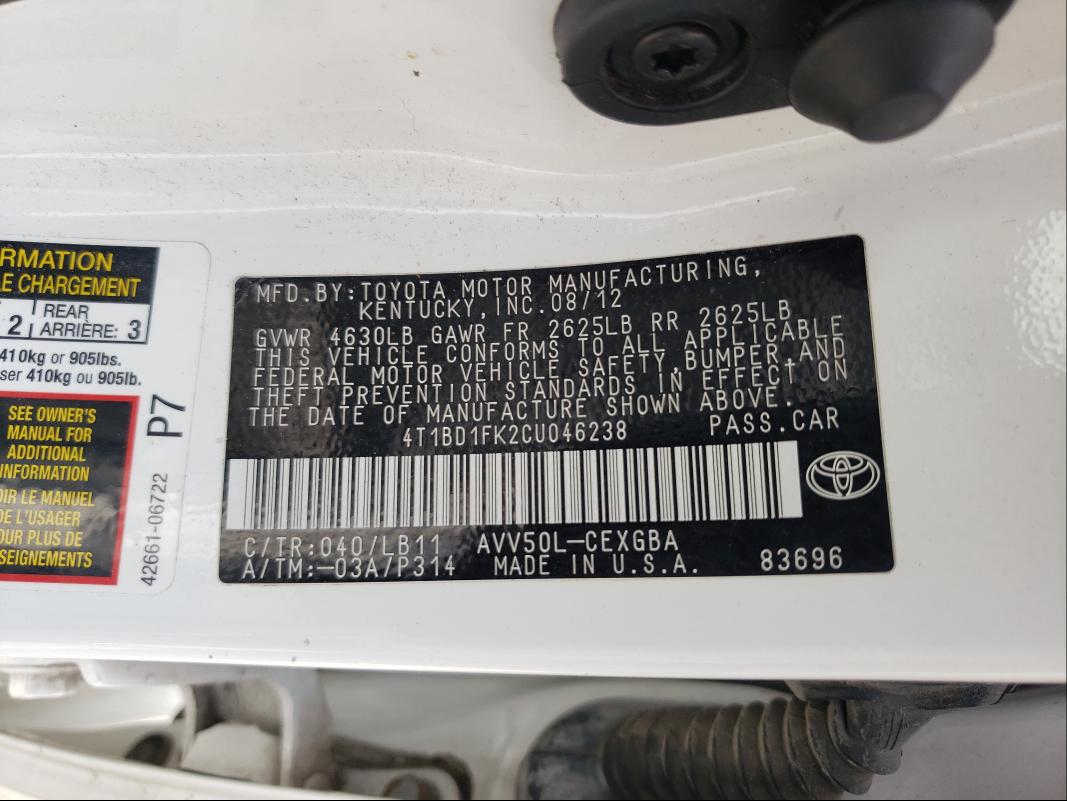 RMATION
E CHARGEMENT
2 REAR
ARRIÈRE: 3
410kg or 905lbs.
ser 410kg ou 905lb.
SEE OWNER'S
MANUAL FOR
ADDITIONAL
INFORMATION
OIR LE MANUEL
DE L'USAGER
OUR PLUS DE
SEIGNEMENTS
42661-06722 P7
MFD.BY:TOYOTA MOTOR MANUFACTURING,
KENTUCKY,INC.08/12
GVWR 4630LB GAWR FR 2625LB RR 2625LB
THIS VEHICLE CONFORMS TO ALL APPLICABLE
FEDERAL MOTOR VEHICLE SAFETY,BUMPER,AND
THEFT PREVENTION STANDARDS IN EFFECT ON
THE DATE OF MANUFACTURE SHOWN ABOVE.
4T1BD1FK2CU046238 PASS.CAR
C/TR:040/LB11 AVV50L-CEXGBA
A/TM:-03A/P314 MADE IN U.S.A. 83696